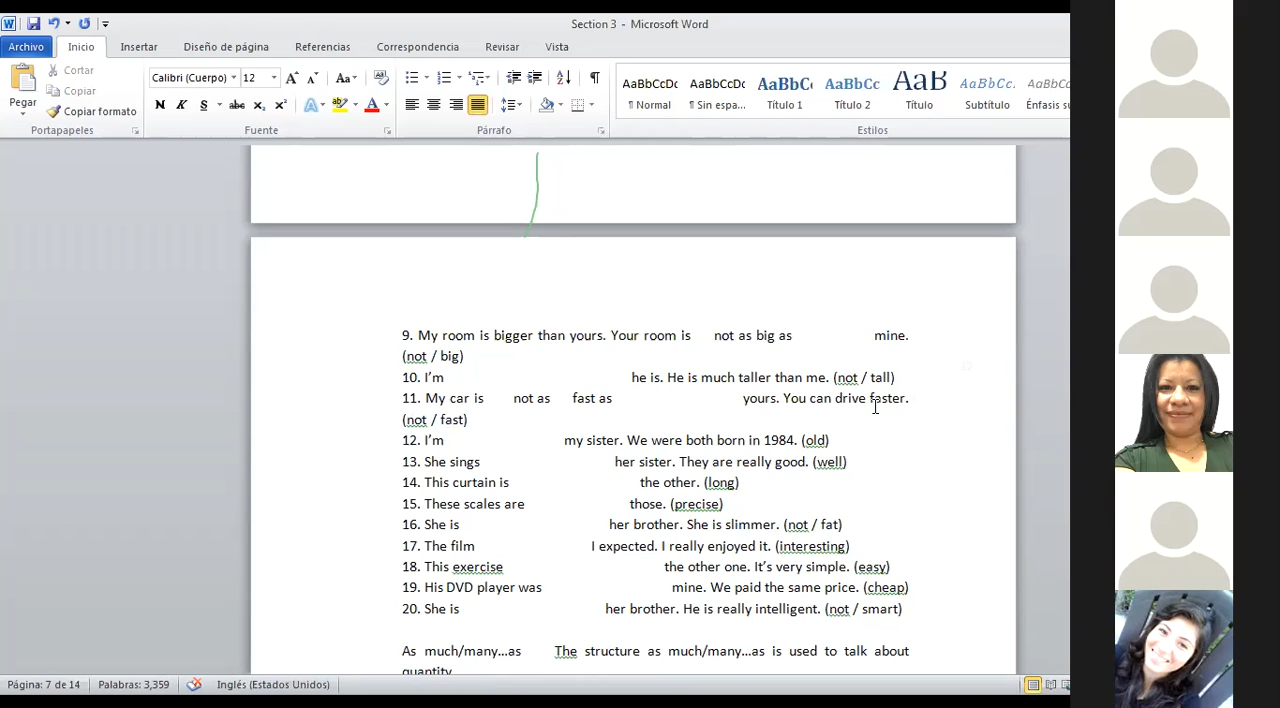 Section 3 - Microsoft Word
Archivo Inicio Insertar Diseño de página Referencias Correspondencia Revisar Vista
Pegar Cortar
Copiar
Copiar formato
Calibri (Cuerpo) 12 Aa
N K S abc x₂ x² A ab A
AaBbCcDc AaBbCcDc AaBbC AaBbCc AaB AaBbCc. AaBbCc
¶ Normal ¶ Sin espa... Título 1 Título 2 Título Subtítulo Énfasis su
Portapapeles Fuente Párrafo Estilos
9. My room is bigger than yours. Your room is not as big as mine.
(not / big)
10. I'm he is. He is much taller than me. (not / tall)
11. My car is not as fast as yours. You can drive faster.
(not / fast)
12. I'm my sister. We were both born in 1984. (old)
13. She sings her sister. They are really good. (well)
14. This curtain is the other. (long)
15. These scales are those. (precise)
16. She is her brother. She is slimmer. (not / fat)
17. The film I expected. I really enjoyed it. (interesting)
18. This exercise the other one. It's very simple. (easy)
19. His DVD player was mine. We paid the same price. (cheap)
20. She is her brother. He is really intelligent. (not / smart)
As much/many...as The structure as much/many...as is used to talk about
quantity
Página: 7 de 14 Palabras: 3,359 Inglés (Estados Unidos)